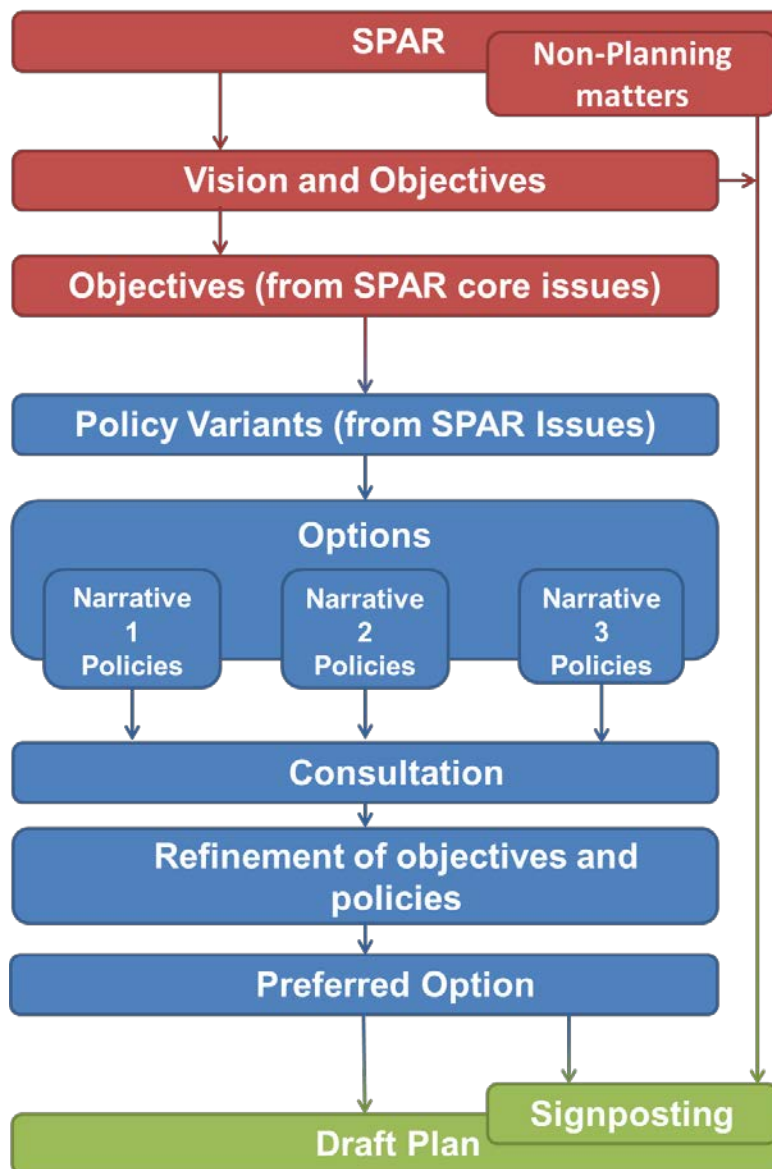 SPAR
Non-Planning
matters
Vision and Objectives
Objectives (from SPAR core issues)
Policy Variants (from SPAR Issues)
Options
Narrative
1
Policies
Narrative
2
Policies
Narrative
3
Policies
Consultation
Refinement of objectives and
policies
Preferred Option
Signposting
Draft Plan